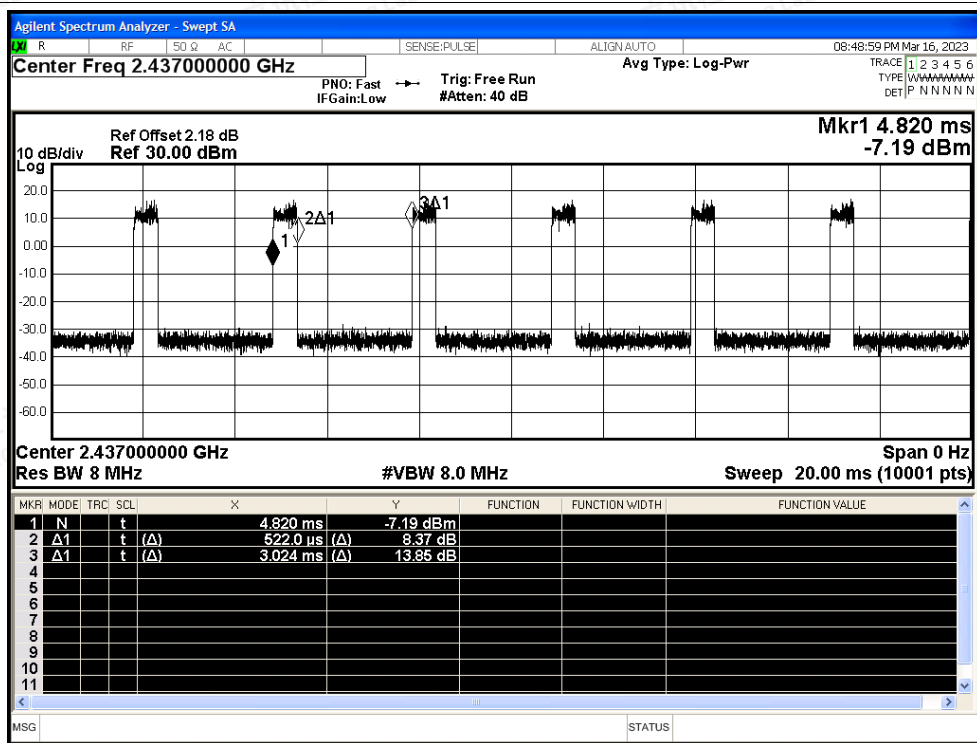 Agilent Spectrum Analyzer - Swept SA
LXI R RF 50 Ω AC SENSE:PULSE ALIGN AUTO 08:48:59 PM Mar 16, 2023
Center Freq 2.437000000 GHz
PNO: Fast Trig: Free Run Avg Type: Log-Pwr TRACE 1 2 3 4 5 6
IFGain:Low #Atten: 40 dB TYPE
DET P N N N N N
Ref Offset 2.18 dB Mkr1 4.820 ms
10 dB/div Ref 30.00 dBm -7.19 dBm
Log
20.0
10.0
0.00
-10.0
-20.0
-30.0
-40.0
-50.0
-60.0
1
2Δ1
3Δ1
Center 2.437000000 GHz Span 0 Hz
Res BW 8 MHz #VBW 8.0 MHz Sweep 20.00 ms (10001 pts)
MKR MODE TRC SCL X Y FUNCTION FUNCTION WIDTH FUNCTION VALUE
1 N t 4.820 ms -7.19 dBm
2 Δ1 t (Δ) 522.0 µs (Δ) 8.37 dB
3 Δ1 t (Δ) 3.024 ms (Δ) 13.85 dB
4
5
6
7
8
9
10
11
MSG STATUS